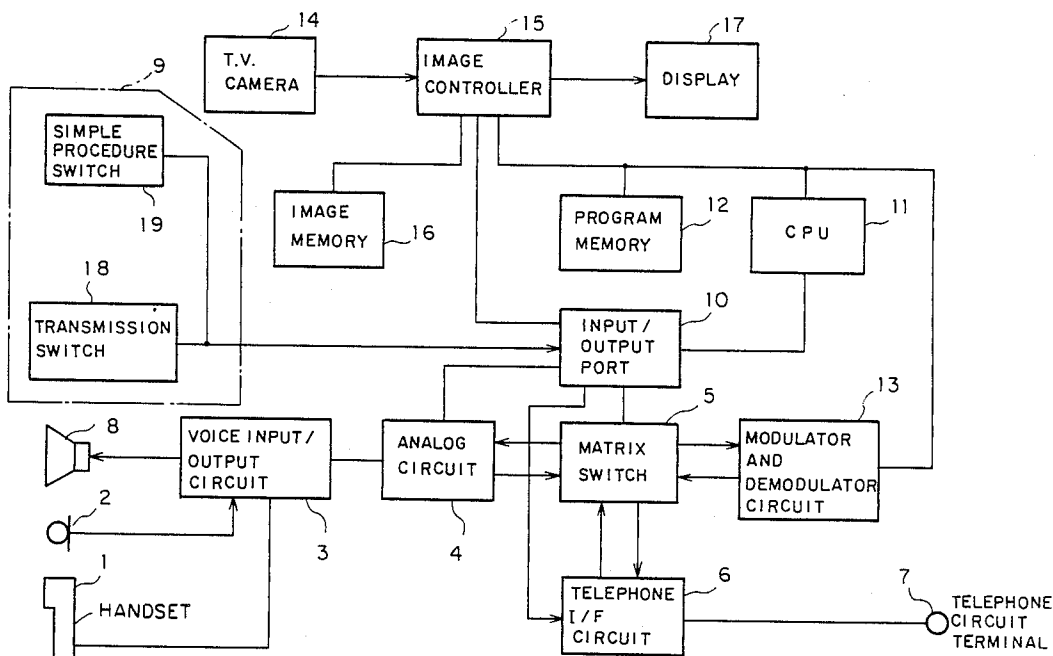 14
T.V.
CAMERA
15
IMAGE
CONTROLLER
17
DISPLAY
9
SIMPLE
PROCEDURE
SWITCH
19
IMAGE
MEMORY
16
PROGRAM
MEMORY
12
CPU
11
18
TRANSMISSION
SWITCH
10
INPUT/
OUTPUT
PORT
8
VOICE INPUT/
OUTPUT
CIRCUIT
3
ANALOG
CIRCUIT
4
5
MATRIX
SWITCH
13
MODULATOR
AND
DEMODULATOR
CIRCUIT
2
1
HANDSET
6
TELEPHONE
I/F
CIRCUIT
7
TELEPHONE
CIRCUIT
TERMINAL